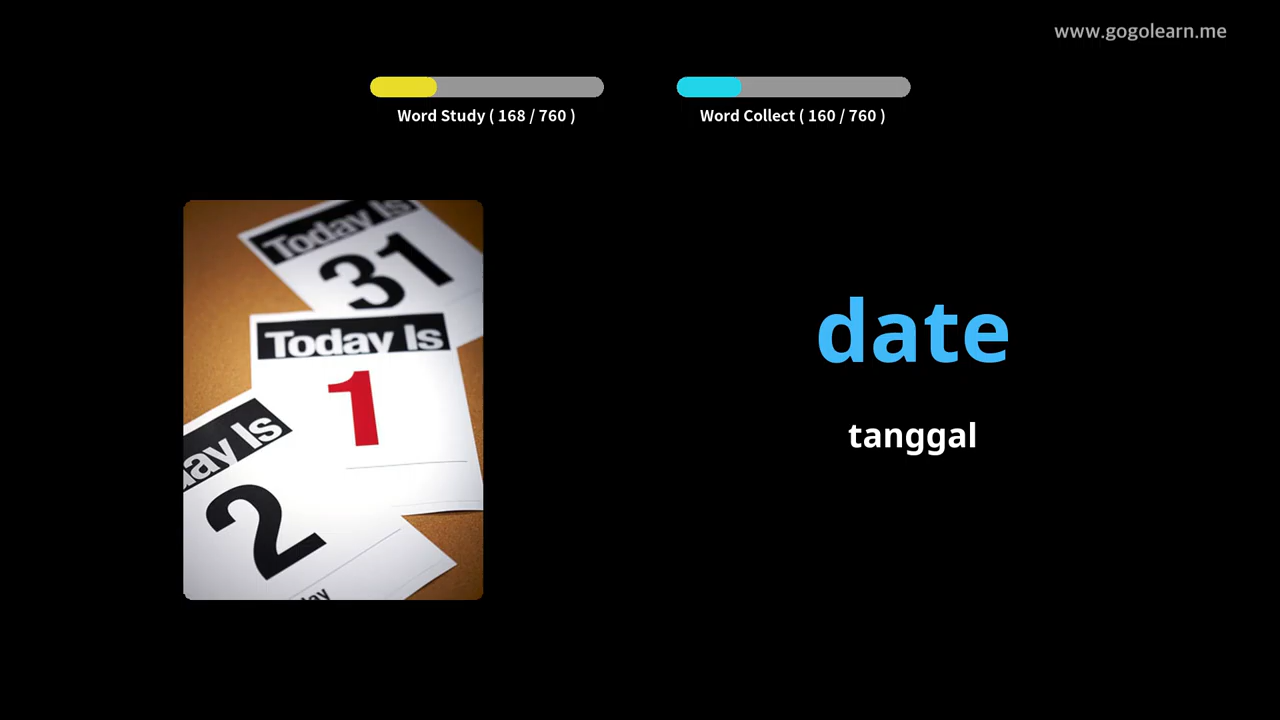 www.gogolearn.me
Word Study ( 168 / 760 )
Word Collect ( 160 / 760 )
Today Is
31
Today Is
1
ay Is
2
date
tanggal